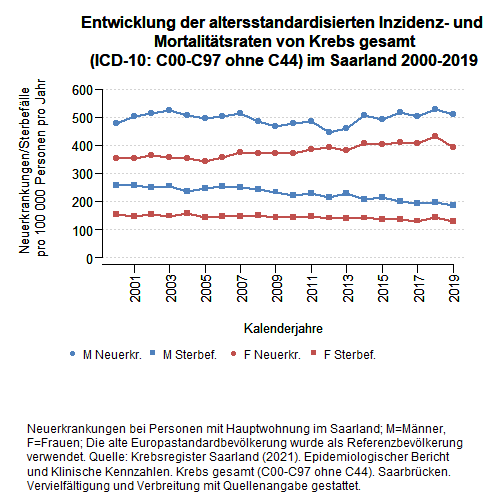 Entwicklung der altersstandardisierten Inzidenz- und
Mortalitätsraten von Krebs gesamt
(ICD-10: C00-C97 ohne C44) im Saarland 2000-2019
Neuerkrankungen/Sterbefälle
pro 100 000 Personen pro Jahr
600
500
400
300
200
100
0
2001 2003 2005 2007 2009 2011 2013 2015 2017 2019
Kalenderjahre
M Neuerkr. M Sterbef. F Neuerkr. F Sterbef.
Neuerkrankungen bei Personen mit Hauptwohnung im Saarland; M=Männer,
F=Frauen; Die alte Europastandardbevölkerung wurde als Referenzbevölkerung
verwendet. Quelle: Krebsregister Saarland (2021). Epidemiologischer Bericht
und Klinische Kennzahlen. Krebs gesamt (C00-C97 ohne C44). Saarbrücken.
Vervielfältigung und Verbreitung mit Quellenangabe gestattet.